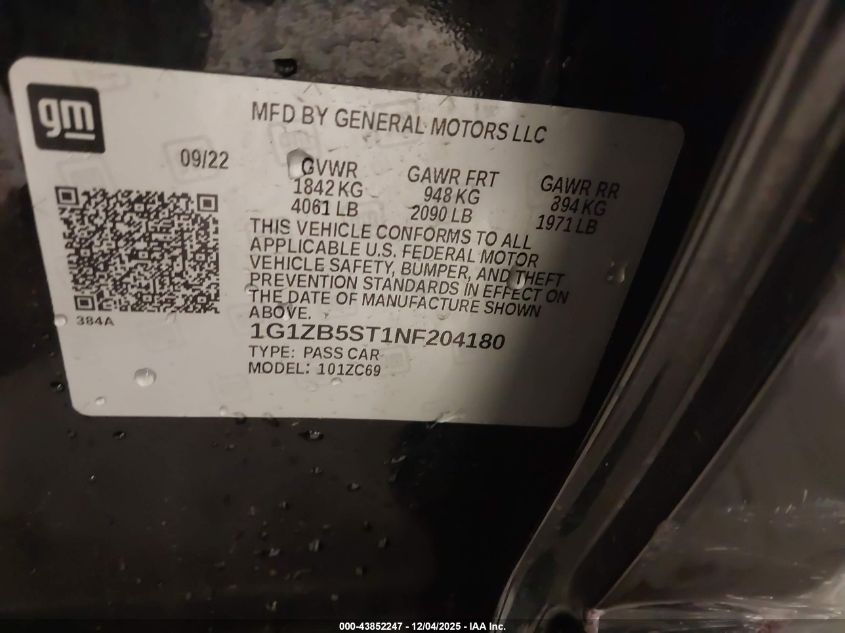 gm
MFD BY GENERAL MOTORS LLC
09/22
GVWR GAWR FRT GAWR RR
1842 KG 948 KG 894 KG
4061 LB 2090 LB 1971 LB
THIS VEHICLE CONFORMS TO ALL
APPLICABLE U.S. FEDERAL MOTOR
VEHICLE SAFETY, BUMPER, AND THEFT
PREVENTION STANDARDS IN EFFECT ON
THE DATE OF MANUFACTURE SHOWN
ABOVE.
384A
1G1ZB5ST1NF204180
TYPE: PASS CAR
MODEL: 101ZC69
000-43852247 - 12/04/2025 - IAA Inc.